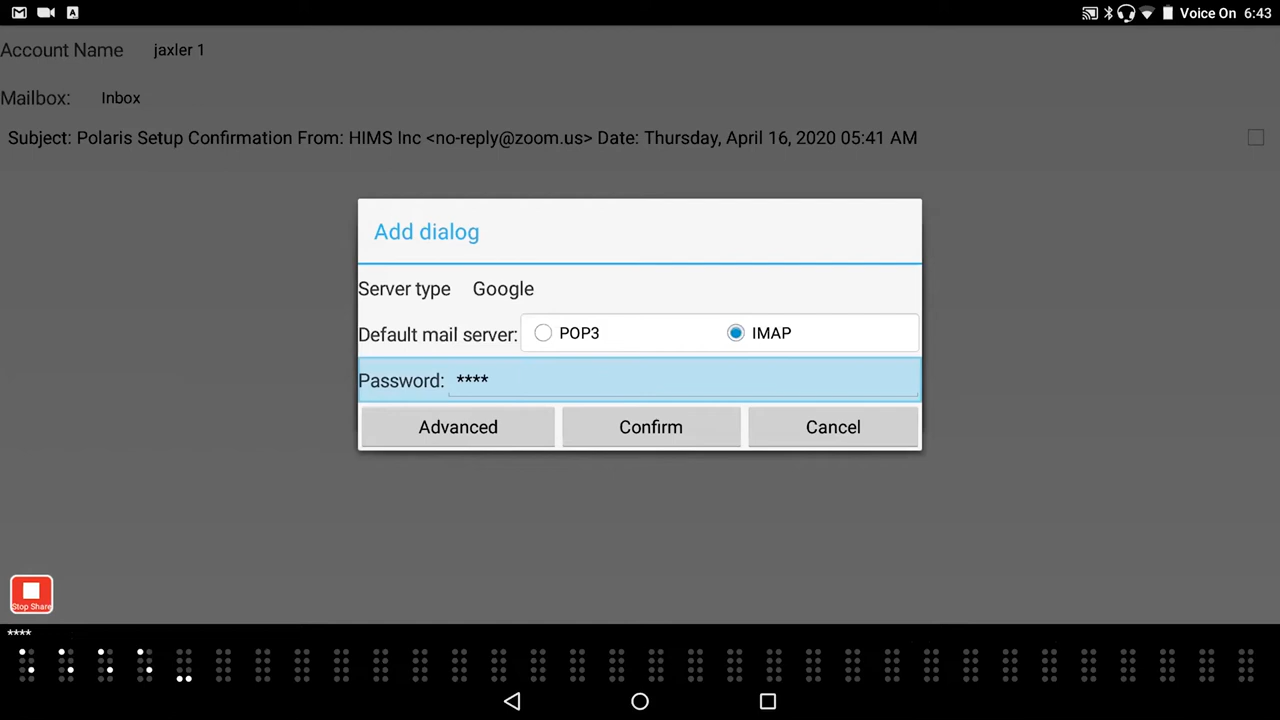 Voice On 6:43
Account Name jaxler 1
Mailbox: Inbox
Subject: Polaris Setup Confirmation From: HIMS Inc <no-reply@zoom.us> Date: Thursday, April 16, 2020 05:41 AM
Add dialog
Server type Google
Default mail server: POP3 IMAP
Password: ****
Advanced Confirm Cancel
Stop Share
****